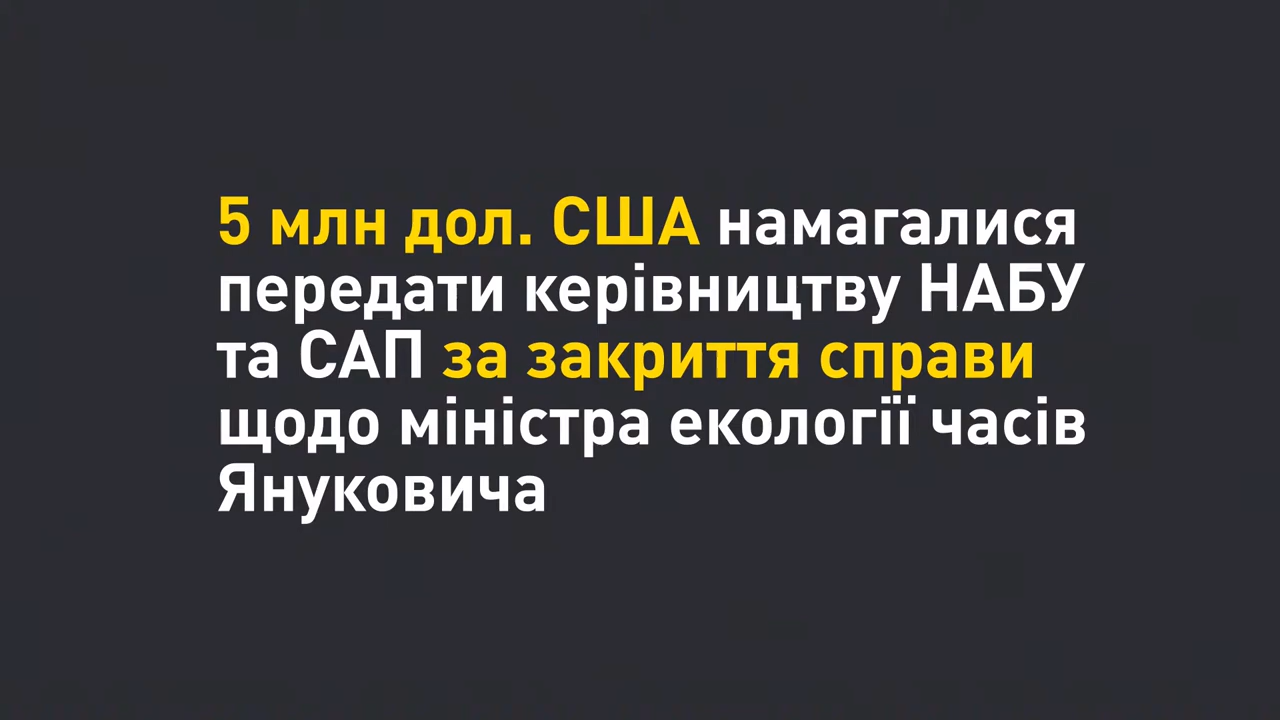 5 млн дол. США намагалися
передати керівництву НАБУ
та САП за закриття справи
щодо міністра екології часів
Януковича